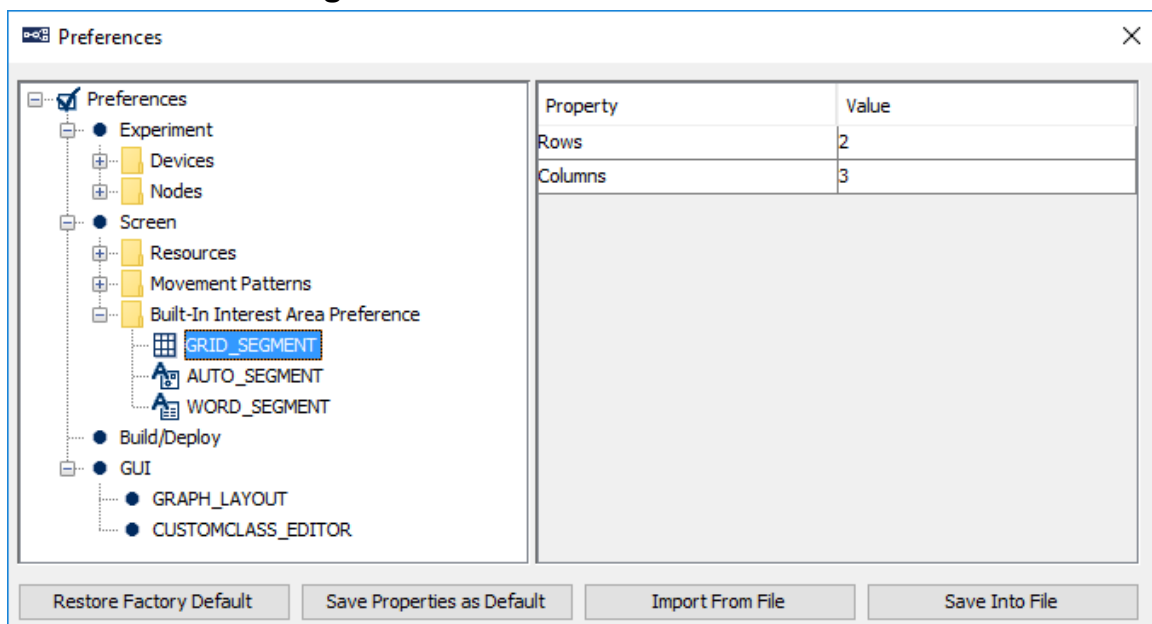 Preferences
Preferences
Experiment
Devices
Nodes
Screen
Resources
Movement Patterns
Built-In Interest Area Preference
GRID_SEGMENT
AUTO_SEGMENT
WORD_SEGMENT
Build/Deploy
GUI
GRAPH_LAYOUT
CUSTOMCLASS_EDITOR
Property Value
Rows 2
Columns 3
Restore Factory Default Save Properties as Default Import From File Save Into File